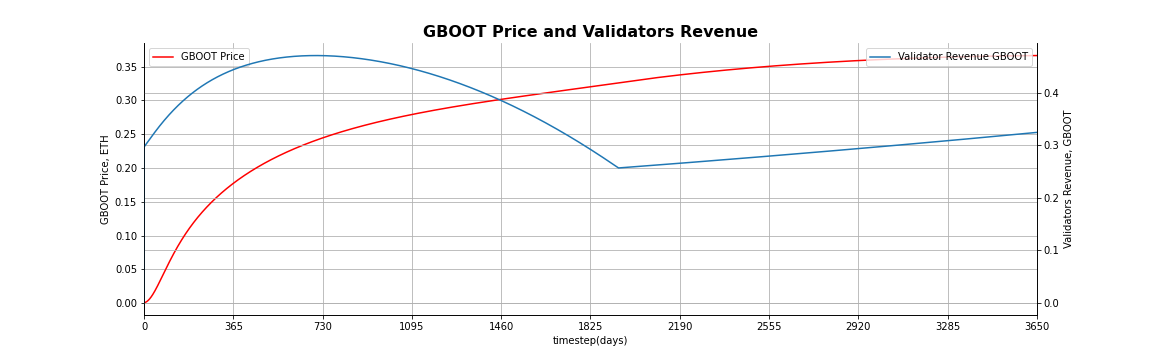 GBOOT Price and Validators Revenue
GBOOT Price
Validator Revenue GBOOT
0.35
0.30
0.25
0.20
0.15
0.10
0.05
0.00
GBOOT Price, ETH
0.4
0.3
0.2
0.1
0.0
Validators Revenue, GBOOT
0 365 730 1095 1460 1825 2190 2555 2920 3285 3650
timestep(days)